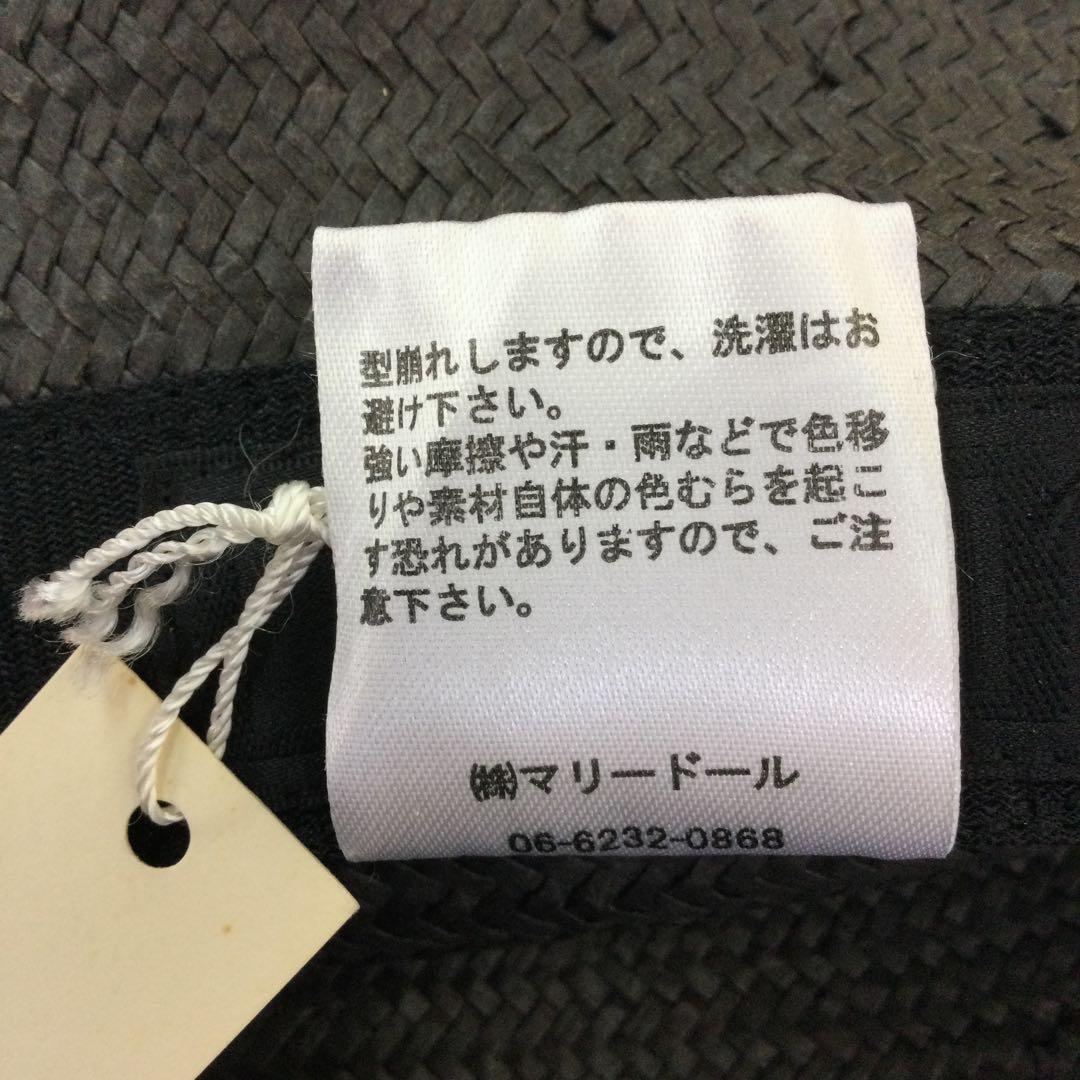 型崩れしますので、洗濯はお
避け下さい。
強い摩擦や汗・雨などで色移
りや素材自体の色むらを起こ
す恐れがありますので、ご注
意下さい。
㈱マリードール
06-6232-0868